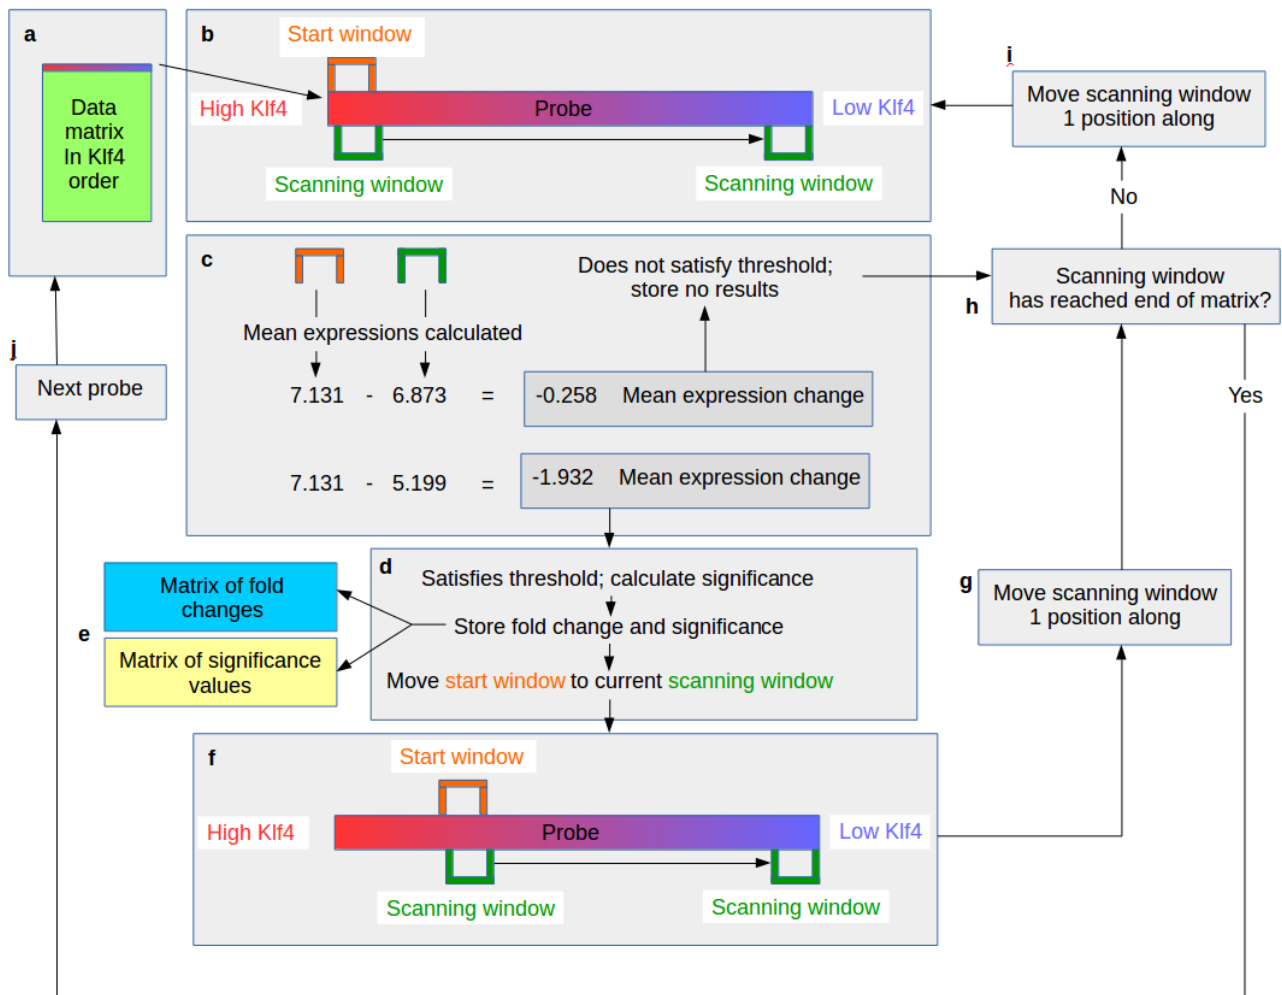 a
Data
matrix
In Klf4
order
b
Start window
High Klf4
Probe
Low Klf4
Scanning window
Scanning window
i
Move scanning window
1 position along
No
c
Does not satisfy threshold;
store no results
Mean expressions calculated
7.131 - 6.873 = -0.258 Mean expression change
7.131 - 5.199 = -1.932 Mean expression change
h
Scanning window
has reached end of matrix?
Yes
j
Next probe
d
Satisfies threshold; calculate significance
Store fold change and significance
Move start window to current scanning window
e
Matrix of fold
changes
Matrix of significance
values
g
Move scanning window
1 position along
f
Start window
High Klf4
Probe
Low Klf4
Scanning window
Scanning window